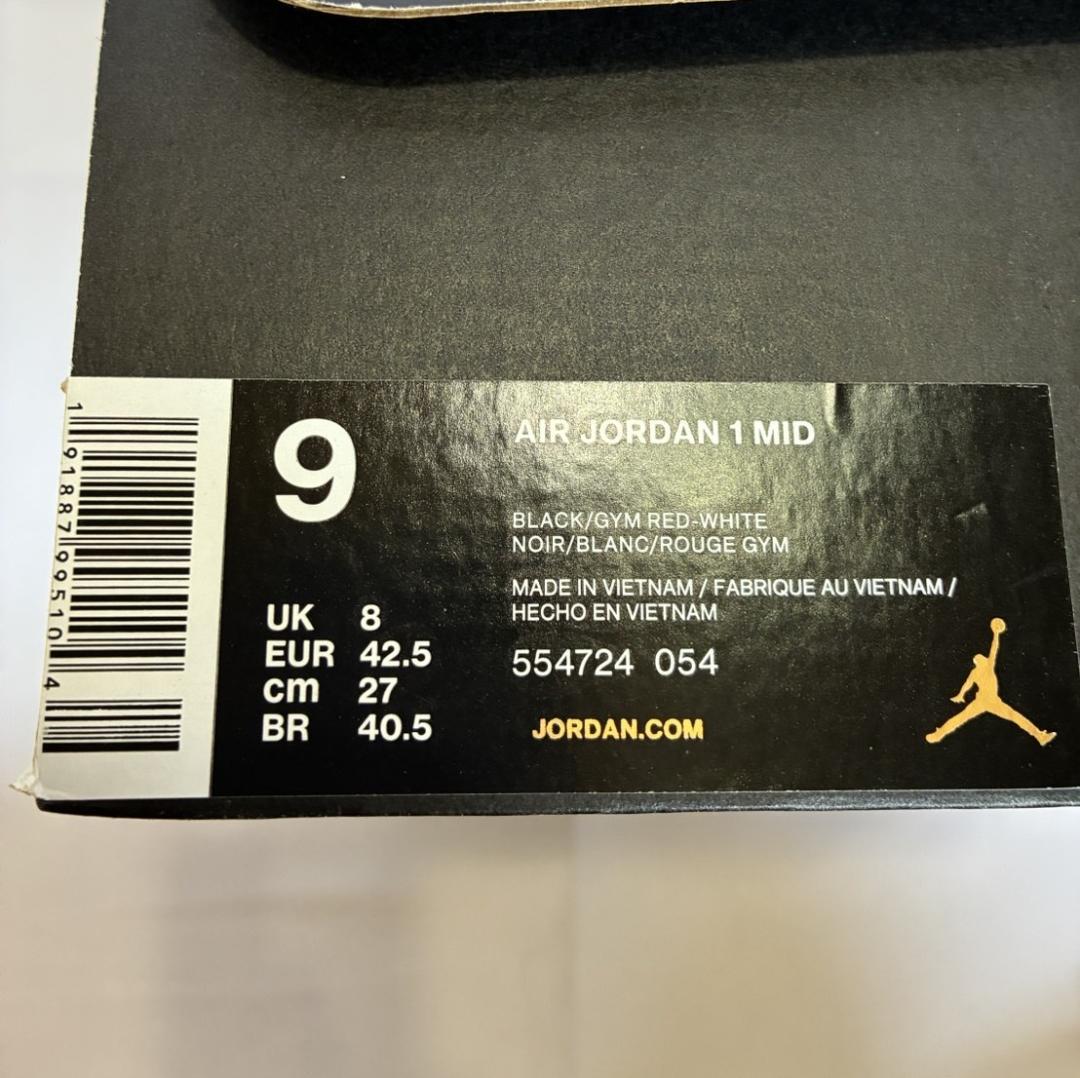 1 91887 99510 4
9
UK 8
EUR 42.5
cm 27
BR 40.5
AIR JORDAN 1 MID
BLACK/GYM RED-WHITE
NOIR/BLANC/ROUGE GYM
MADE IN VIETNAM / FABRIQUE AU VIETNAM /
HECHO EN VIETNAM
554724 054
JORDAN.COM